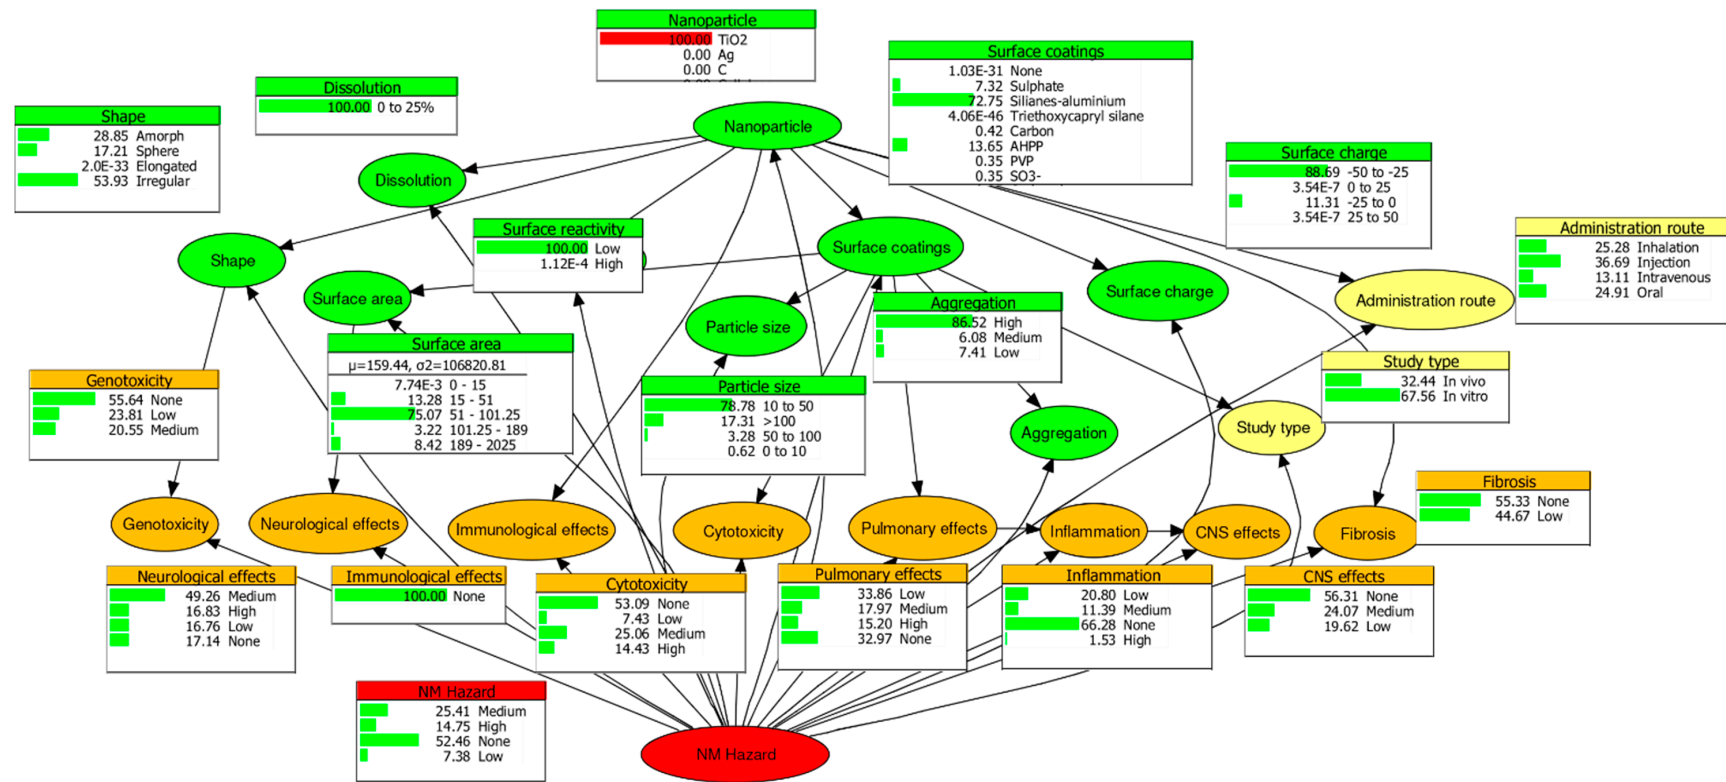 Nanoparticle
100.00 TiO2
0.00 Ag
0.00 C
Surface coatings
1.03E-31 None
7.32 Sulphate
72.75 Silianes-aluminium
4.06E-46 Triethoxycapryl silane
0.42 Carbon
13.65 AHPP
0.35 PVP
0.35 SO3-
Dissolution
100.00 0 to 25%
Shape
28.85 Amorph
17.21 Sphere
2.0E-33 Elongated
53.93 Irregular
Nanoparticle
Surface charge
88.69 -50 to -25
3.54E-7 0 to 25
11.31 -25 to 0
3.54E-7 25 to 50
Dissolution
Administration route
25.28 Inhalation
36.69 Injection
13.11 Intravenous
24.91 Oral
Surface reactivity
100.00 Low
1.12E-4 High
Shape
Surface coatings
Surface area
Surface charge
Administration route
Particle size
Aggregation
86.52 High
6.08 Medium
7.41 Low
Surface area
μ=159.44, σ2=106820.81
7.74E-3 0 - 15
13.28 15 - 51
75.07 51 - 101.25
3.22 101.25 - 189
8.42 189 - 2025
Study type
32.44 In vivo
67.56 In vitro
Genotoxicity
55.64 None
23.81 Low
20.55 Medium
Particle size
78.78 10 to 50
17.31 >100
3.28 50 to 100
0.62 0 to 10
Aggregation
Study type
Fibrosis
55.33 None
44.67 Low
Genotoxicity
Neurological effects
Immunological effects
Cytotoxicity
Pulmonary effects
Inflammation
CNS effects
Fibrosis
Neurological effects
49.26 Medium
16.83 High
16.76 Low
17.14 None
Immunological effects
100.00 None
Cytotoxicity
53.09 None
7.43 Low
25.06 Medium
14.43 High
Pulmonary effects
33.86 Low
17.97 Medium
15.20 High
32.97 None
Inflammation
20.80 Low
11.39 Medium
66.28 None
1.53 High
CNS effects
56.31 None
24.07 Medium
19.62 Low
NM Hazard
25.41 Medium
14.75 High
52.46 None
7.38 Low
NM Hazard